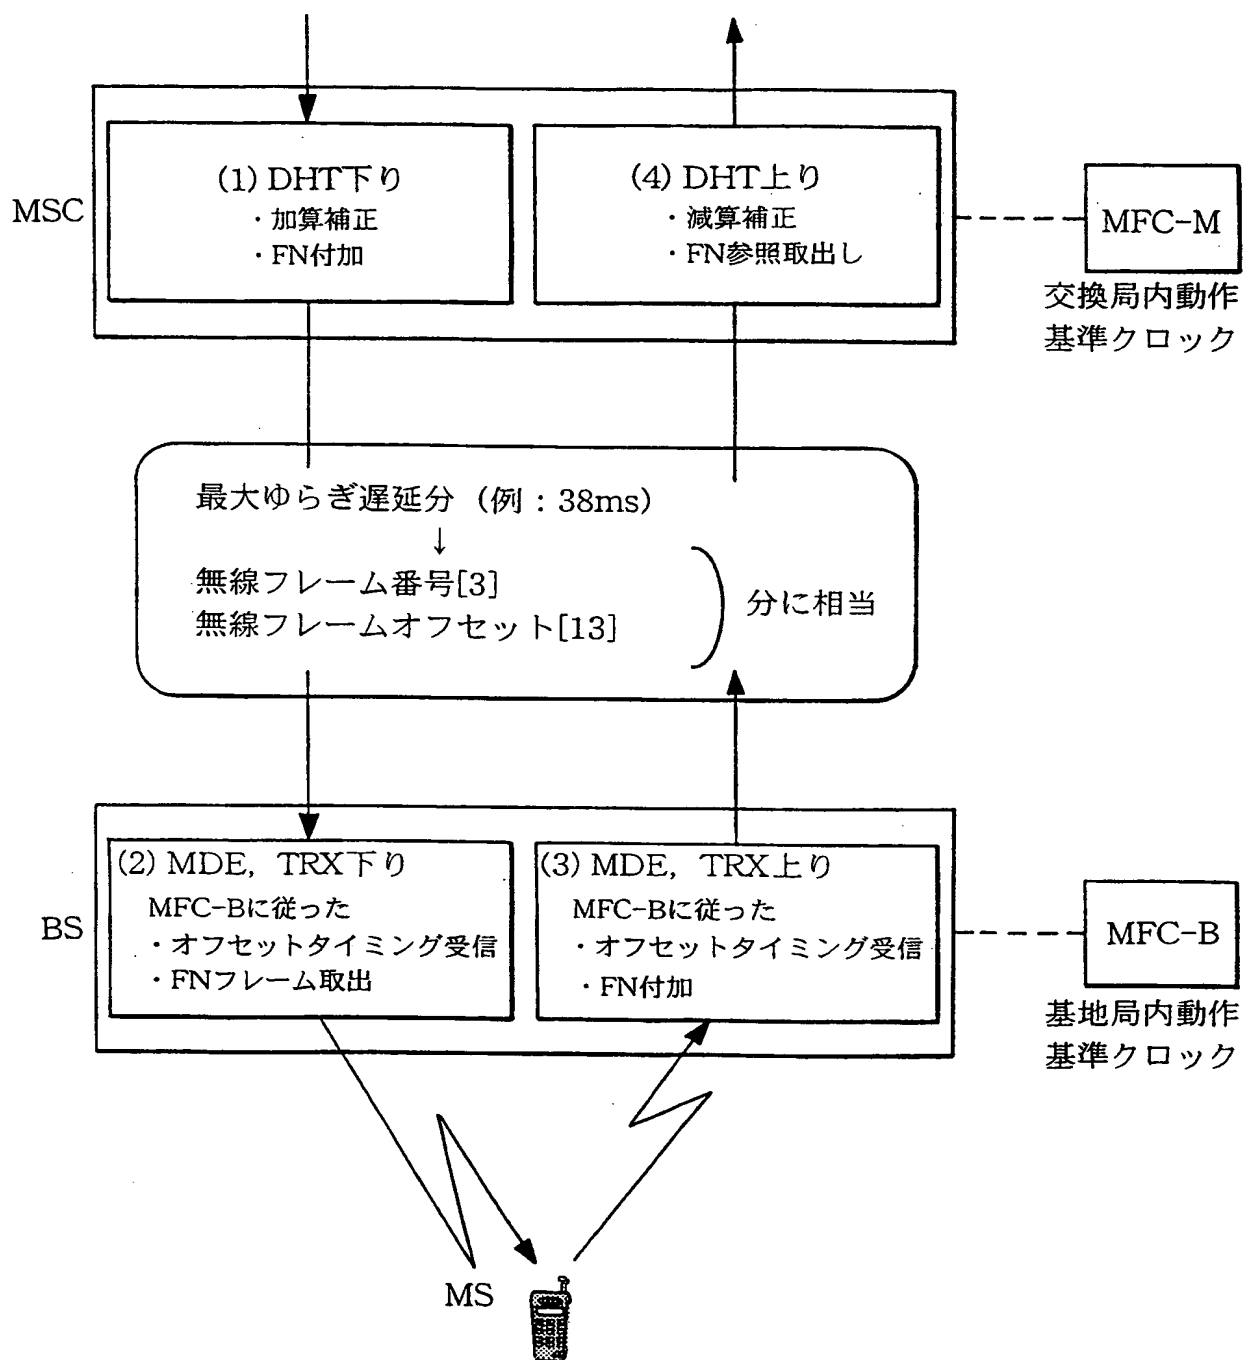 MSC
(1) DHT下り
・加算補正
・FN付加
(4) DHT上り
・減算補正
・FN参照取出し
MFC-M
交換局内動作
基準クロック
最大ゆらぎ遅延分 (例：38ms)
↓
無線フレーム番号[3]
無線フレームオフセット[13]
分に相当
BS
(2) MDE, TRX下り
MFC-Bに従った
・オフセットタイミング受信
・FNフレーム取出
(3) MDE, TRX上り
MFC-Bに従った
・オフセットタイミング受信
・FN付加
MFC-B
基地局内動作
基準クロック
MS